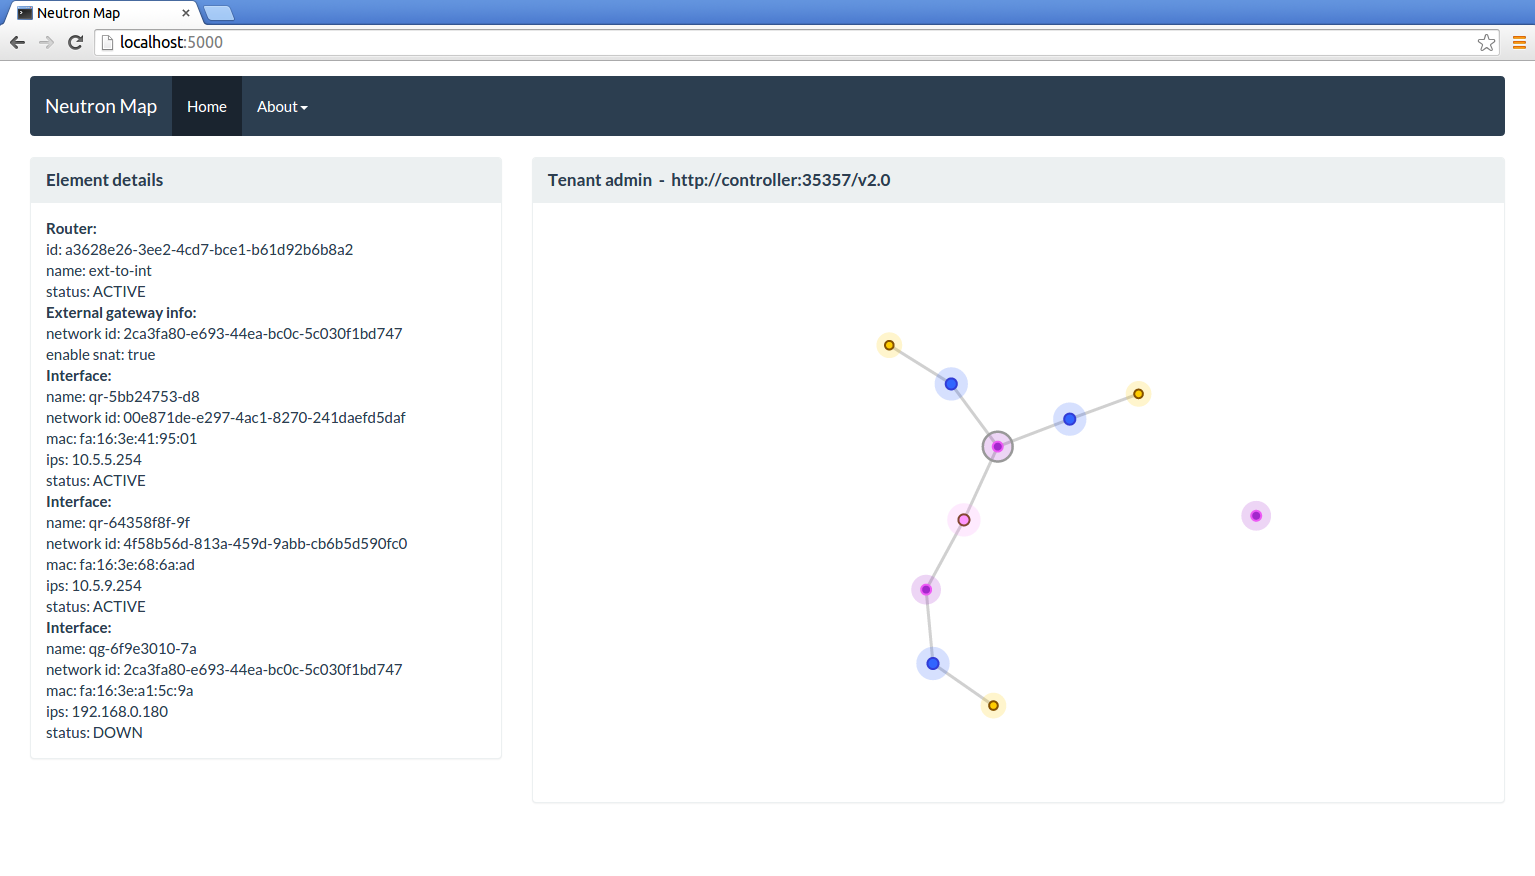 Neutron Map
localhost:5000
Neutron Map Home About
Element details
Router:
id: a3628e26-3ee2-4cd7-bce1-b61d92b6b8a2
name: ext-to-int
status: ACTIVE
External gateway info:
network id: 2ca3fa80-e693-44ea-bc0c-5c030f1bd747
enable snat: true
Interface:
name: qr-5bb24753-d8
network id: 00e871de-e297-4ac1-8270-241daefd5daf
mac: fa:16:3e:41:95:01
ips: 10.5.5.254
status: ACTIVE
Interface:
name: qr-64358f8f-9f
network id: 4f58b56d-813a-459d-9abb-cb6b5d590fc0
mac: fa:16:3e:68:6a:ad
ips: 10.5.9.254
status: ACTIVE
Interface:
name: qg-6f9e3010-7a
network id: 2ca3fa80-e693-44ea-bc0c-5c030f1bd747
mac: fa:16:3e:a1:5c:9a
ips: 192.168.0.180
status: DOWN
Tenant admin - http://controller:35357/v2.0